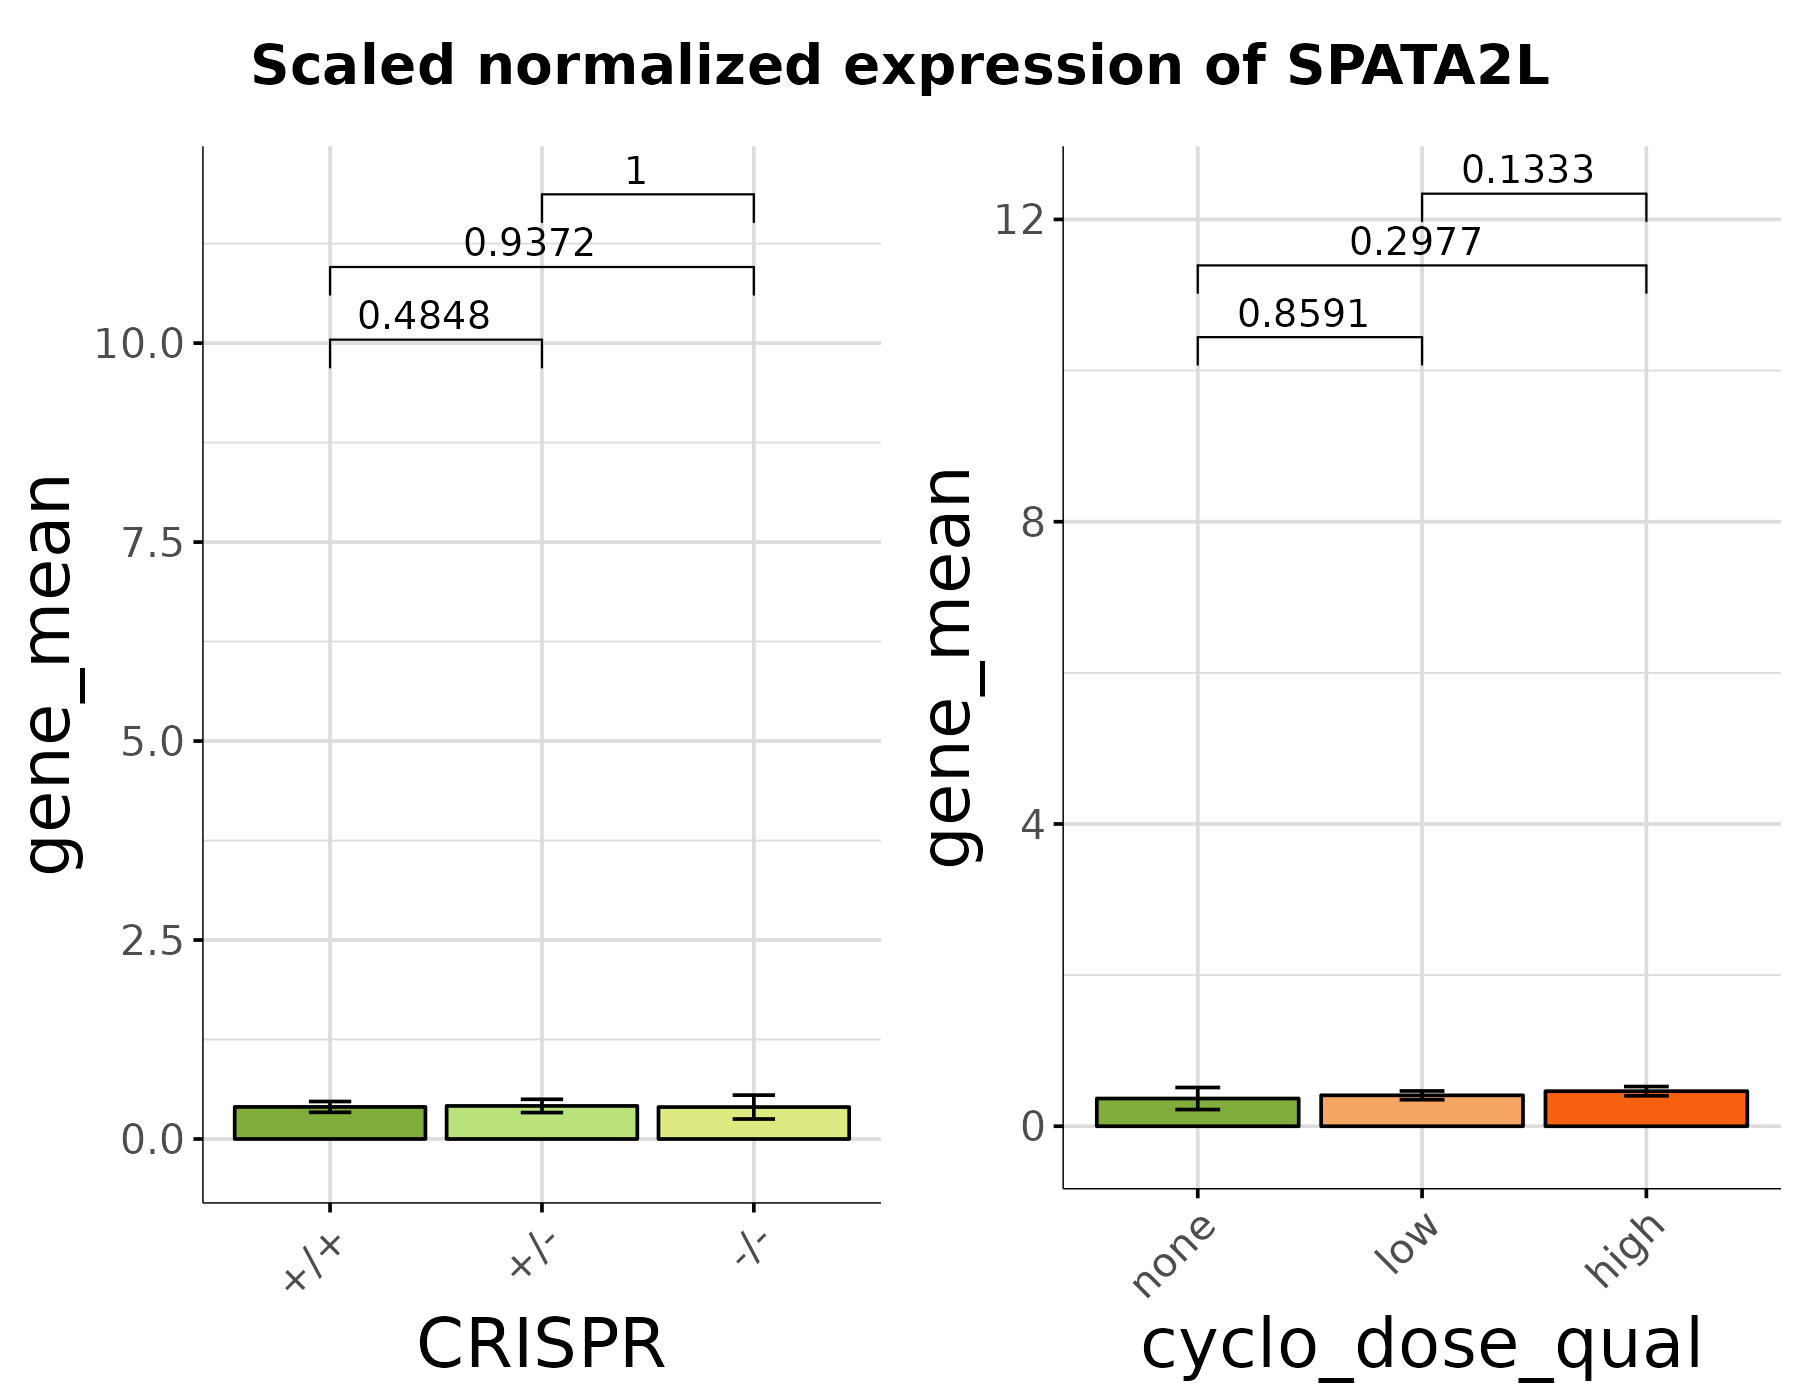 Scaled normalized expression of SPATA2L
1
0.9372
0.4848
10.0
7.5
5.0
2.5
0.0
gene_mean
+/+
+/-
-/-
CRISPR
0.1333
0.2977
0.8591
12
8
4
0
gene_mean
none
low
high
cyclo_dose_qual